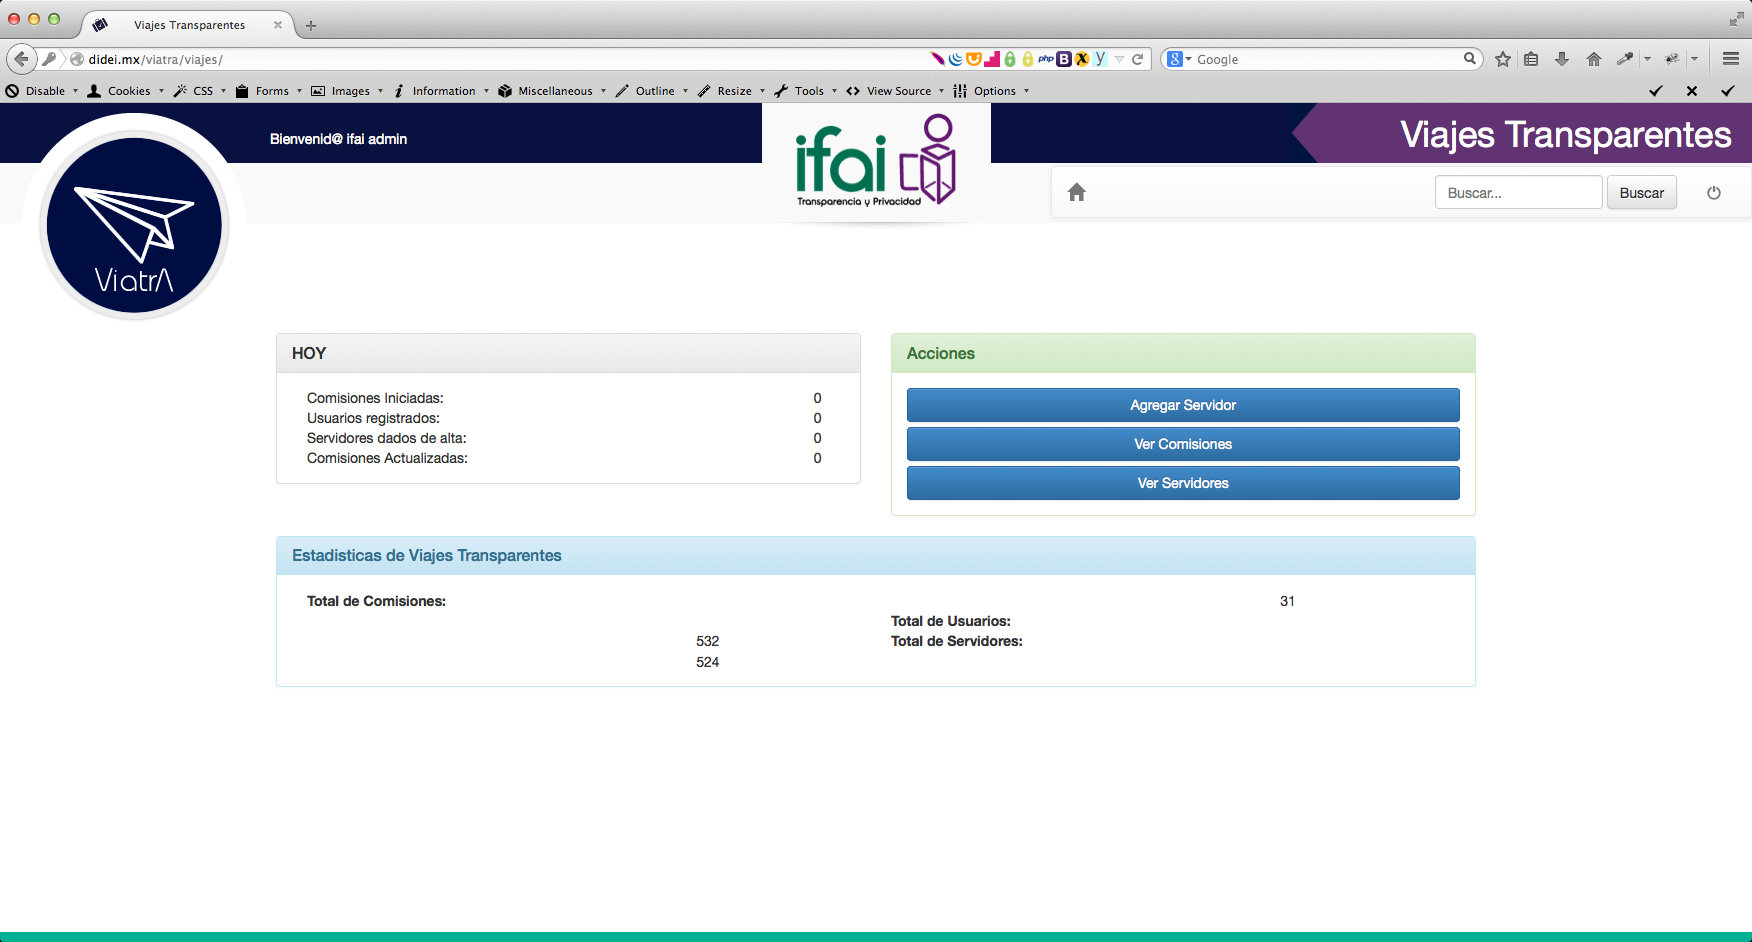 Viajes Transparentes
didei.mx/viatra/viajes/
php B X y
8 Google
Disable Cookies CSS Forms Images Information Miscellaneous Outline Resize Tools View Source Options
Bienvenid@ ifai admin
ifai
Transparencia y Privacidad
Viajes Transparentes
Buscar...
Buscar
ViatrA
HOY
Comisiones Iniciadas: 0
Usuarios registrados: 0
Servidores dados de alta: 0
Comisiones Actualizadas: 0
Acciones
Agregar Servidor
Ver Comisiones
Ver Servidores
Estadisticas de Viajes Transparentes
Total de Comisiones: 31
Total de Usuarios:
532 Total de Servidores:
524